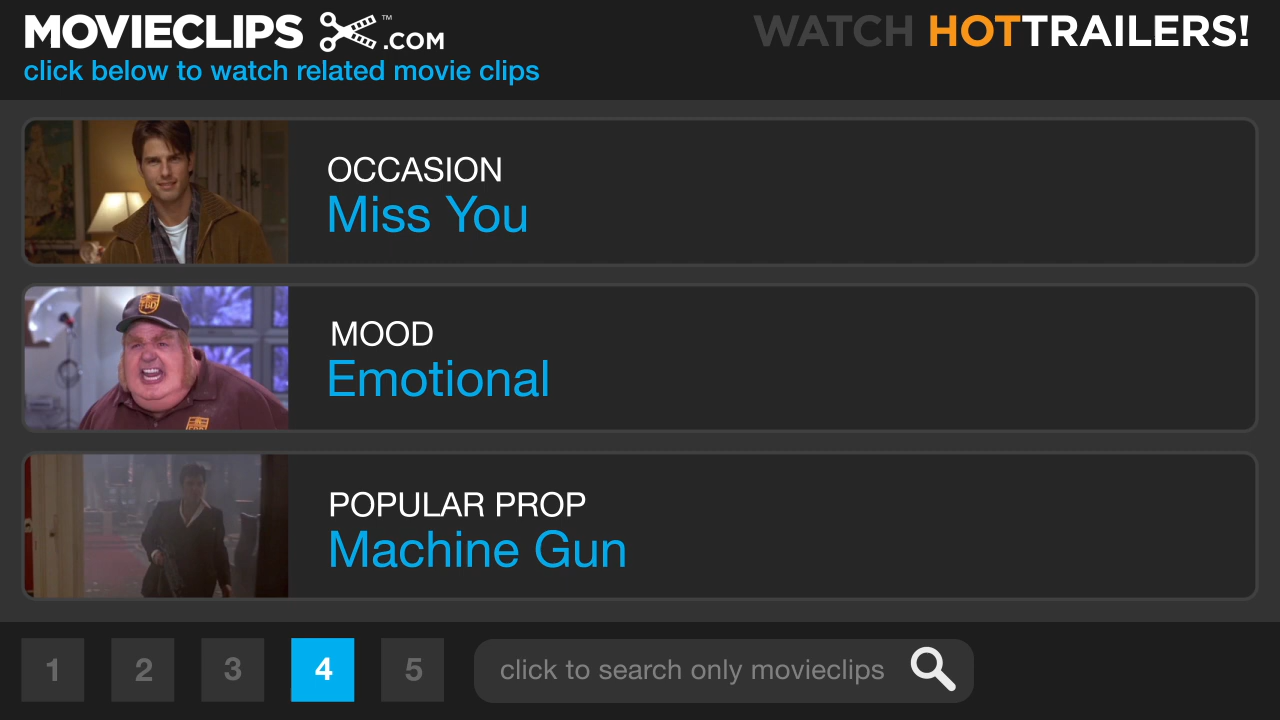 MOVIECLIPS ™ .COM
WATCH HOTTRAILERS!
click below to watch related movie clips
OCCASION
Miss You
MOOD
Emotional
POPULAR PROP
Machine Gun
1 2 3 4 5
click to search only movieclips